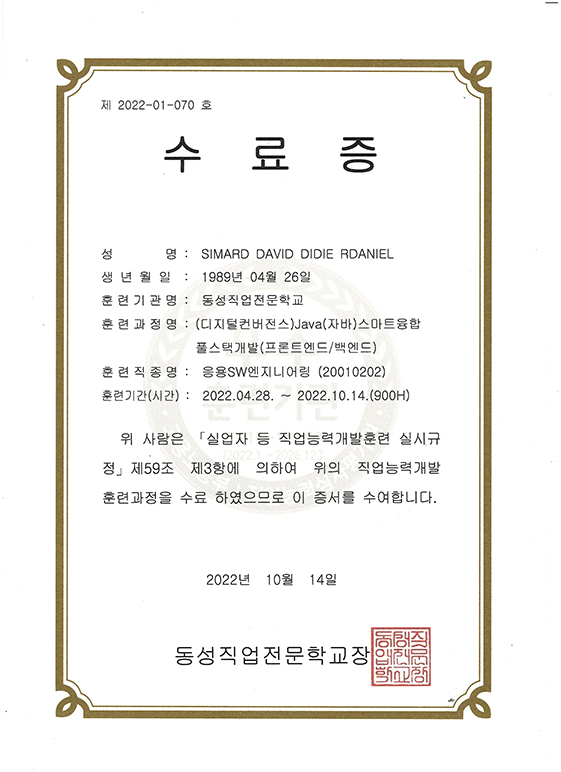 제 2022-01-070 호
수 료 증
성 명 : SIMARD DAVID DIDIE RDANIEL
생 년 월 일 : 1989년 04월 26일
훈 련 기 관 명 : 동성직업전문학교
훈 련 과 정 명 : (디지털컨버전스)Java(자바)스마트융합
풀스택개발(프론트엔드/백엔드)
훈 련 직 종 명 : 응용SW엔지니어링 (20010202)
훈련기간(시간) : 2022.04.28. ~ 2022.10.14.(900H)
위 사람은 「실업자 등 직업능력개발훈련 실시규
정」제59조 제3항에 의하여 위의 직업능력개발
훈련과정을 수료 하였으므로 이 증서를 수여합니다.
훈련기관
2022년 10월 14일
동성직업전문학교장